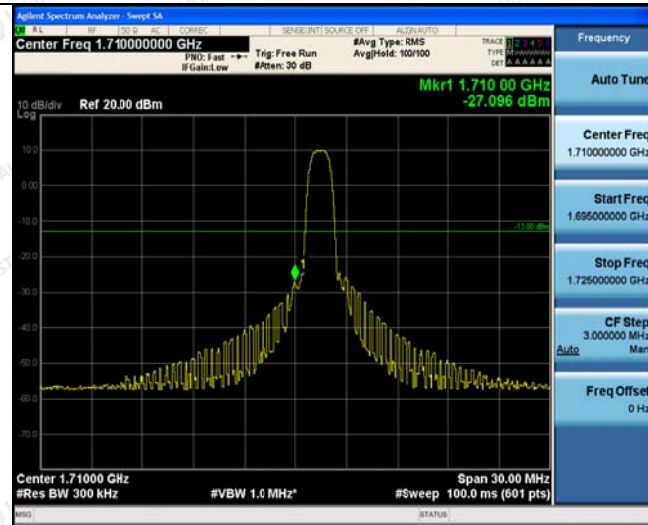 Agilent Spectrum Analyzer - Swept SA
RL RF 50 Ω AC CORREC SENSE:INT SOURCE OFF ALIGN AUTO
Center Freq 1.710000000 GHz
PNO: Fast
IFGain:Low
Trig: Free Run
#Atten: 30 dB
#Avg Type: RMS
Avg|Hold: 100/100
TRACE 1 2 3 4 5
TYPE M
DET A A A A A A
Mkr1 1.710 00 GHz
-27.096 dBm
10 dB/div Ref 20.00 dBm
Log
10.0
0.00
-10.0
-13.00 dBm
-20.0
1
-30.0
-40.0
-50.0
-60.0
-70.0
Center 1.71000 GHz
Span 30.00 MHz
#Res BW 300 kHz
#VBW 1.0 MHz*
#Sweep 100.0 ms (601 pts)
MSG
STATUS
Frequency
Auto Tune
Center Freq
1.710000000 GHz
Start Freq
1.695000000 GHz
Stop Freq
1.725000000 GHz
CF Step
3.000000 MHz
Auto Man
Freq Offset
0 Hz